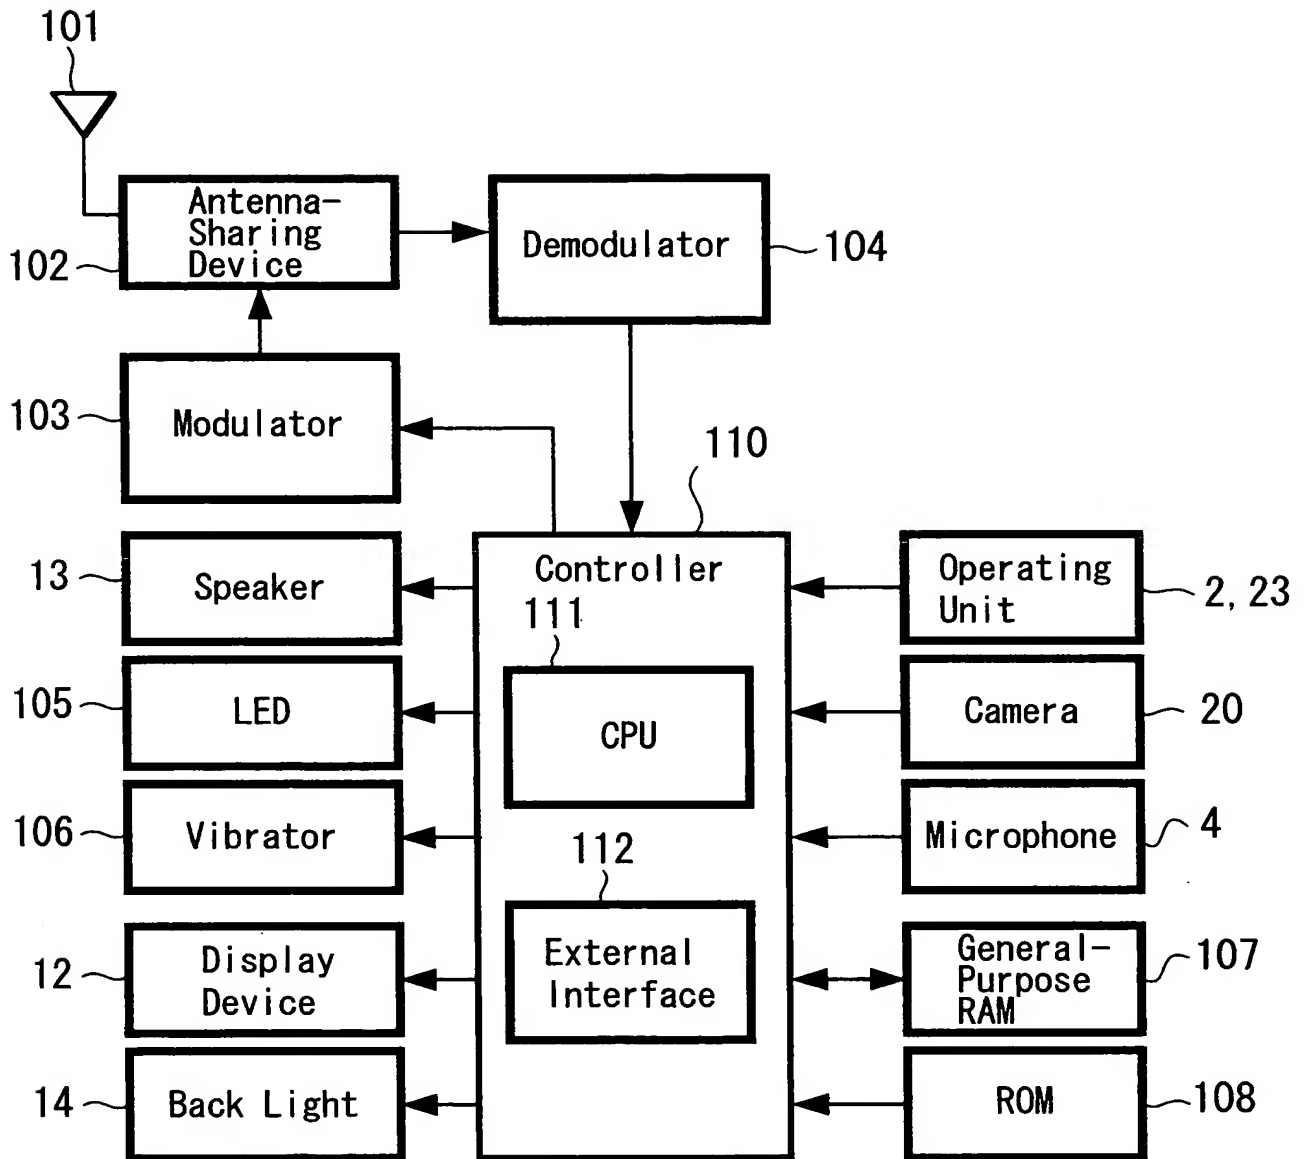 101
Antenna-
Sharing
Device
102
Demodulator
104
103
Modulator
110
13
Speaker
Controller
Operating
Unit
2, 23
111
105
LED
CPU
Camera
20
106
Vibrator
112
Microphone
4
12
Display
Device
External
Interface
General-
Purpose
RAM
107
14
Back Light
ROM
108